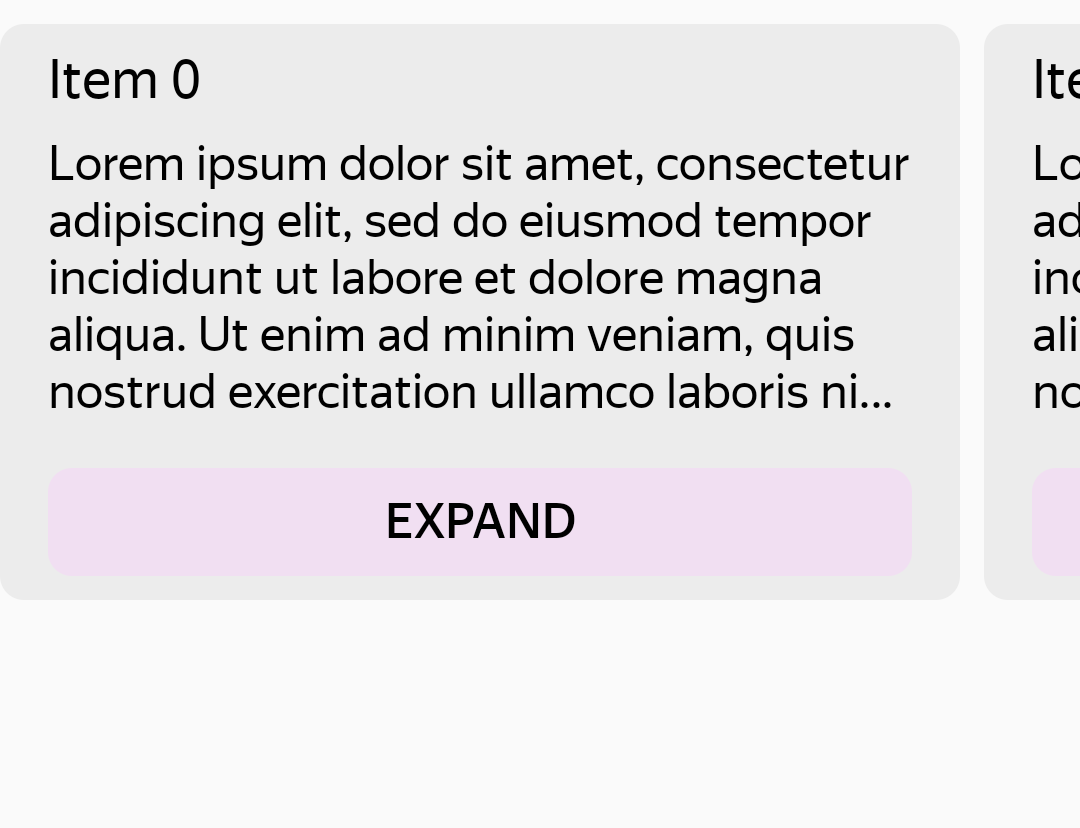 Item 0
Lorem ipsum dolor sit amet, consectetur
adipiscing elit, sed do eiusmod tempor
incididunt ut labore et dolore magna
aliqua. Ut enim ad minim veniam, quis
nostrud exercitation ullamco laboris ni...
EXPAND